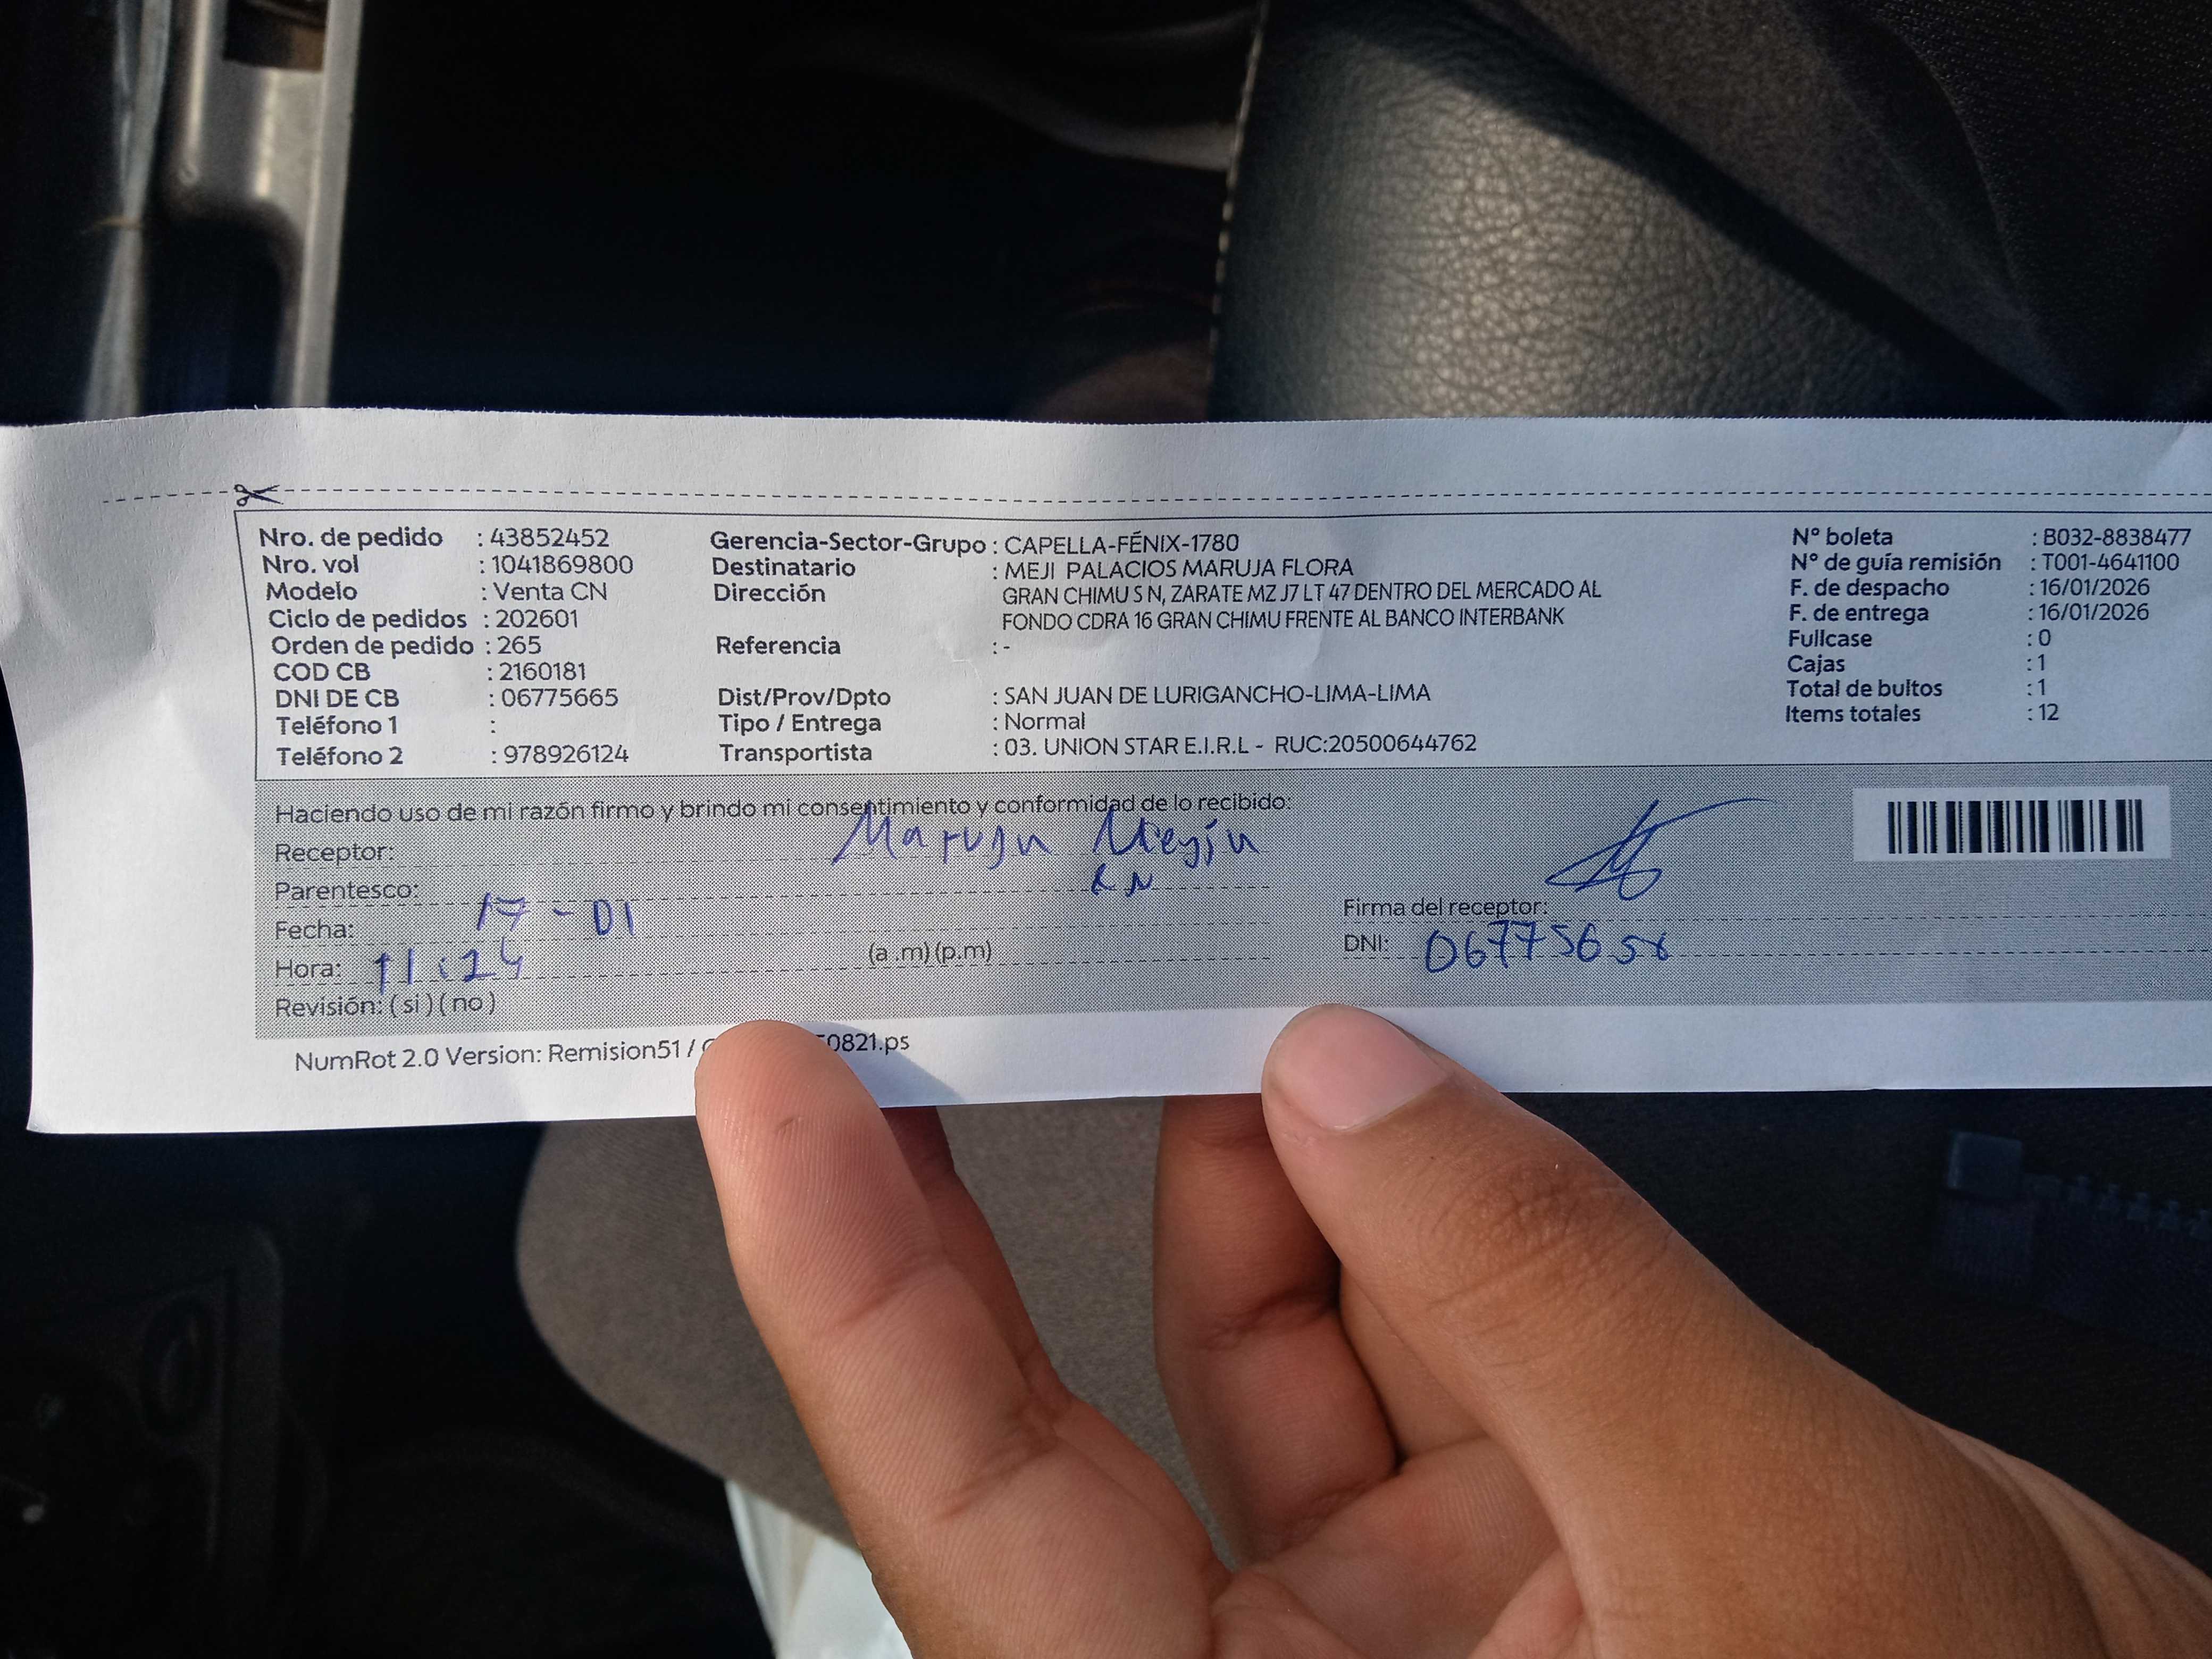 Nro. de pedido : 43852452
Nro. vol : 1041869800
Modelo : Venta CN
Ciclo de pedidos : 202601
Orden de pedido : 265
COD CB : 2160181
DNI DE CB : 06775665
Teléfono 1 :
Teléfono 2 : 978926124
Gerencia-Sector-Grupo : CAPELLA-FÉNIX-1780
Destinatario : MEJI PALACIOS MARUJA FLORA
Dirección GRAN CHIMU S N, ZARATE MZ J7 LT 47 DENTRO DEL MERCADO AL
FONDO CDRA 16 GRAN CHIMU FRENTE AL BANCO INTERBANK
Referencia : -
Dist/Prov/Dpto : SAN JUAN DE LURIGANCHO-LIMA-LIMA
Tipo / Entrega : Normal
Transportista : 03. UNION STAR E.I.R.L - RUC:20500644762
N° boleta : B032-8838477
N° de guía remisión : T001-4641100
F. de despacho : 16/01/2026
F. de entrega : 16/01/2026
Fullcase : 0
Cajas : 1
Total de bultos : 1
Items totales : 12
Haciendo uso de mi razón firmo y brindo mi consentimiento y conformidad de lo recibido:
Receptor:
Parentesco:
Fecha: 17-01
Hora: 11:24 (a .m) (p.m)
Revisión: ( si ) ( no )
Firma del receptor:
DNI:
NumRot 2.0 Version: Remision51 / 0821.ps